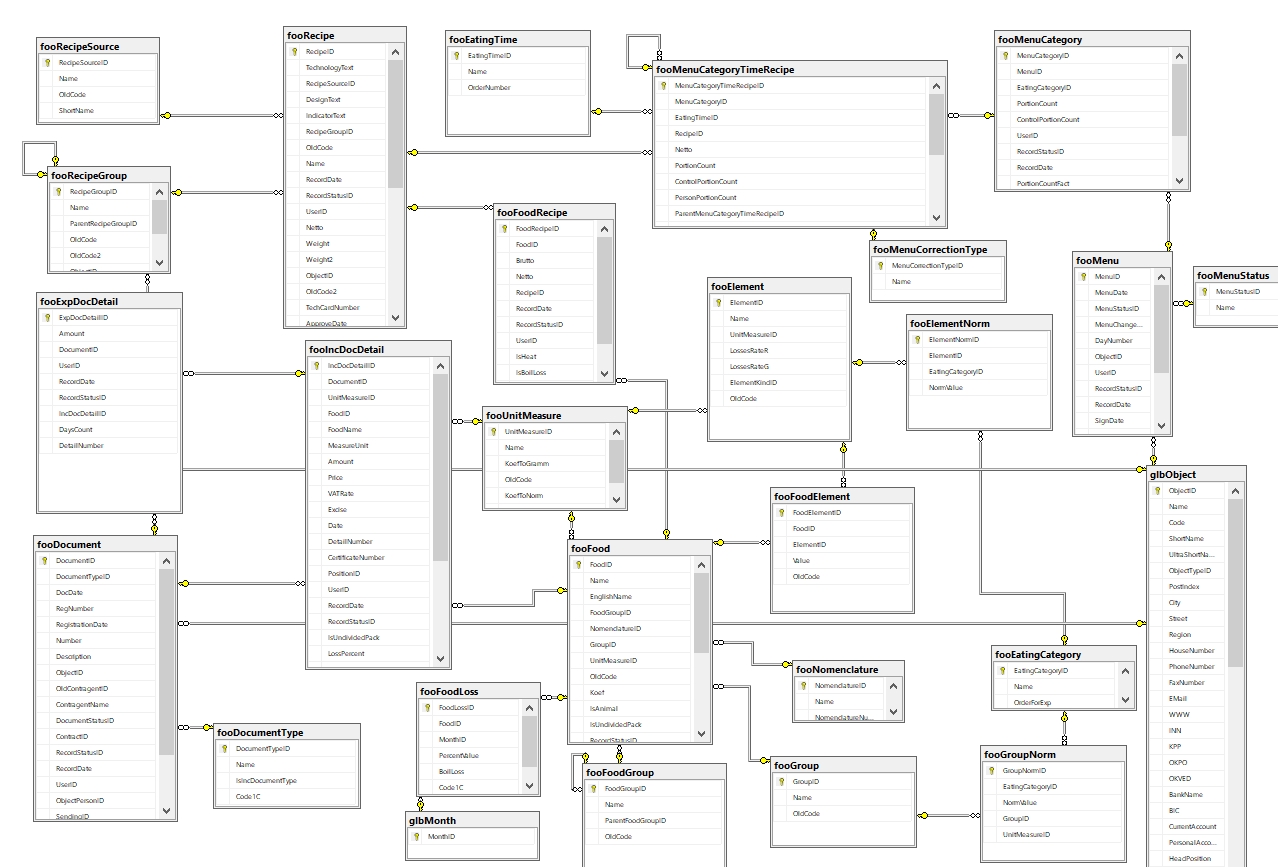 fooRecipeSource
RecipeSourceID
Name
OldCode
ShortName
fooRecipe
RecipeID
TechnologyText
RecipeSourceID
DesignText
IndicatorText
RecipeGroupID
OldCode
Name
RecordDate
RecordStatusID
UserID
Netto
Weight
Weight2
ObjectID
OldCode2
TechCardNumber
ApproveDate
fooEatingTime
EatingTimeID
Name
OrderNumber
fooMenuCategoryTimeRecipe
MenuCategoryTimeRecipeID
MenuCategoryID
EatingTimeID
RecipeID
Netto
PortionCount
ControlPortionCount
PersonPortionCount
ParentMenuCategoryTimeRecipeID
fooMenuCategory
MenuCategoryID
MenuID
EatingCategoryID
PortionCount
ControlPortionCount
UserID
RecordStatusID
RecordDate
PortionCountFact
fooRecipeGroup
RecipeGroupID
Name
ParentRecipeGroupID
OldCode
OldCode2
ObjectID
fooFoodRecipe
FoodRecipeID
FoodID
Brutto
Netto
RecipeID
RecordDate
RecordStatusID
UserID
IsHeat
IsBoilLoss
fooMenuCorrectionType
MenuCorrectionTypeID
Name
fooMenu
MenuID
MenuDate
MenuStatusID
MenuChange...
DayNumber
ObjectID
UserID
RecordStatusID
RecordDate
SignDate
fooMenuStatus
MenuStatusID
Name
fooExpDocDetail
ExpDocDetailID
Amount
DocumentID
UserID
RecordDate
RecordStatusID
IncDocDetailID
DaysCount
DetailNumber
fooIncDocDetail
IncDocDetailID
DocumentID
UnitMeasureID
FoodID
FoodName
MeasureUnit
Amount
Price
VATRate
Excise
Date
DetailNumber
CertificateNumber
PositionID
UserID
RecordDate
RecordStatusID
IsUndividedPack
LossPercent
fooElement
ElementID
Name
UnitMeasureID
LossesRateR
LossesRateG
ElementKindID
OldCode
fooElementNorm
ElementNormID
ElementID
EatingCategoryID
NormValue
fooUnitMeasure
UnitMeasureID
Name
KoefToGramm
OldCode
KoefToNorm
glbObject
ObjectID
Name
Code
ShortName
UltraShortNa...
ObjectTypeID
PostIndex
City
Street
Region
HouseNumber
PhoneNumber
FaxNumber
EMail
WWW
INN
KPP
OKPO
OKVED
BankName
BIC
CurrentAccount
PersonalAcco...
HeadPosition
fooFoodElement
FoodElementID
FoodID
ElementID
Value
OldCode
fooDocument
DocumentID
DocumentTypeID
DocDate
RegNumber
RegistrationDate
Number
Description
ObjectID
OldContragentID
ContragentName
DocumentStatusID
ContractID
RecordStatusID
RecordDate
UserID
ObjectPersonID
SendingID
fooFood
FoodID
Name
EnglishName
FoodGroupID
NomenclatureID
GroupID
UnitMeasureID
OldCode
Koef
IsAnimal
IsUndividedPack
RecordStatusID
fooNomenclature
NomenclatureID
Name
NomenclatureNu...
fooEatingCategory
EatingCategoryID
Name
OrderForExp
fooFoodLoss
FoodLossID
FoodID
MonthID
PercentValue
BoilLoss
Code1C
fooDocumentType
DocumentTypeID
Name
IsIncDocumentType
Code1C
fooFoodGroup
FoodGroupID
Name
ParentFoodGroupID
OldCode
fooGroup
GroupID
Name
OldCode
fooGroupNorm
GroupNormID
EatingCategoryID
NormValue
GroupID
UnitMeasureID
glbMonth
MonthID